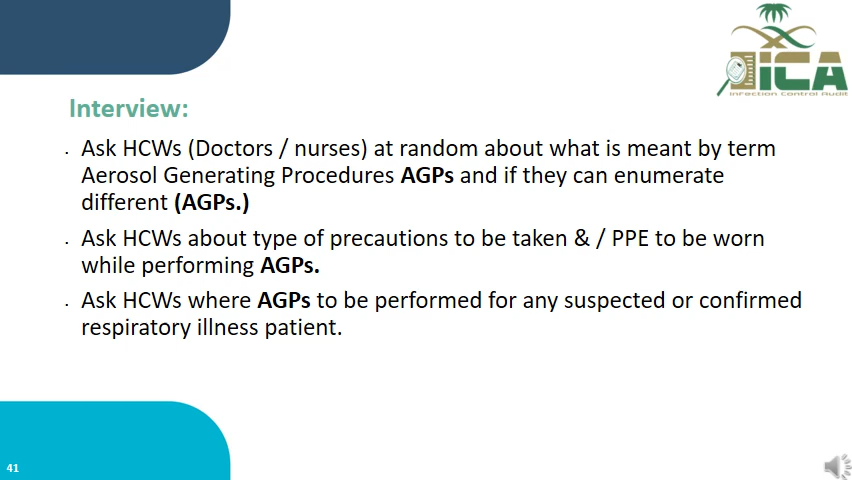 iCA
Infection Control Audit
Interview:
· Ask HCWs (Doctors / nurses) at random about what is meant by term
Aerosol Generating Procedures AGPs and if they can enumerate
different (AGPs.)
· Ask HCWs about type of precautions to be taken & / PPE to be worn
while performing AGPs.
· Ask HCWs where AGPs to be performed for any suspected or confirmed
respiratory illness patient.
41